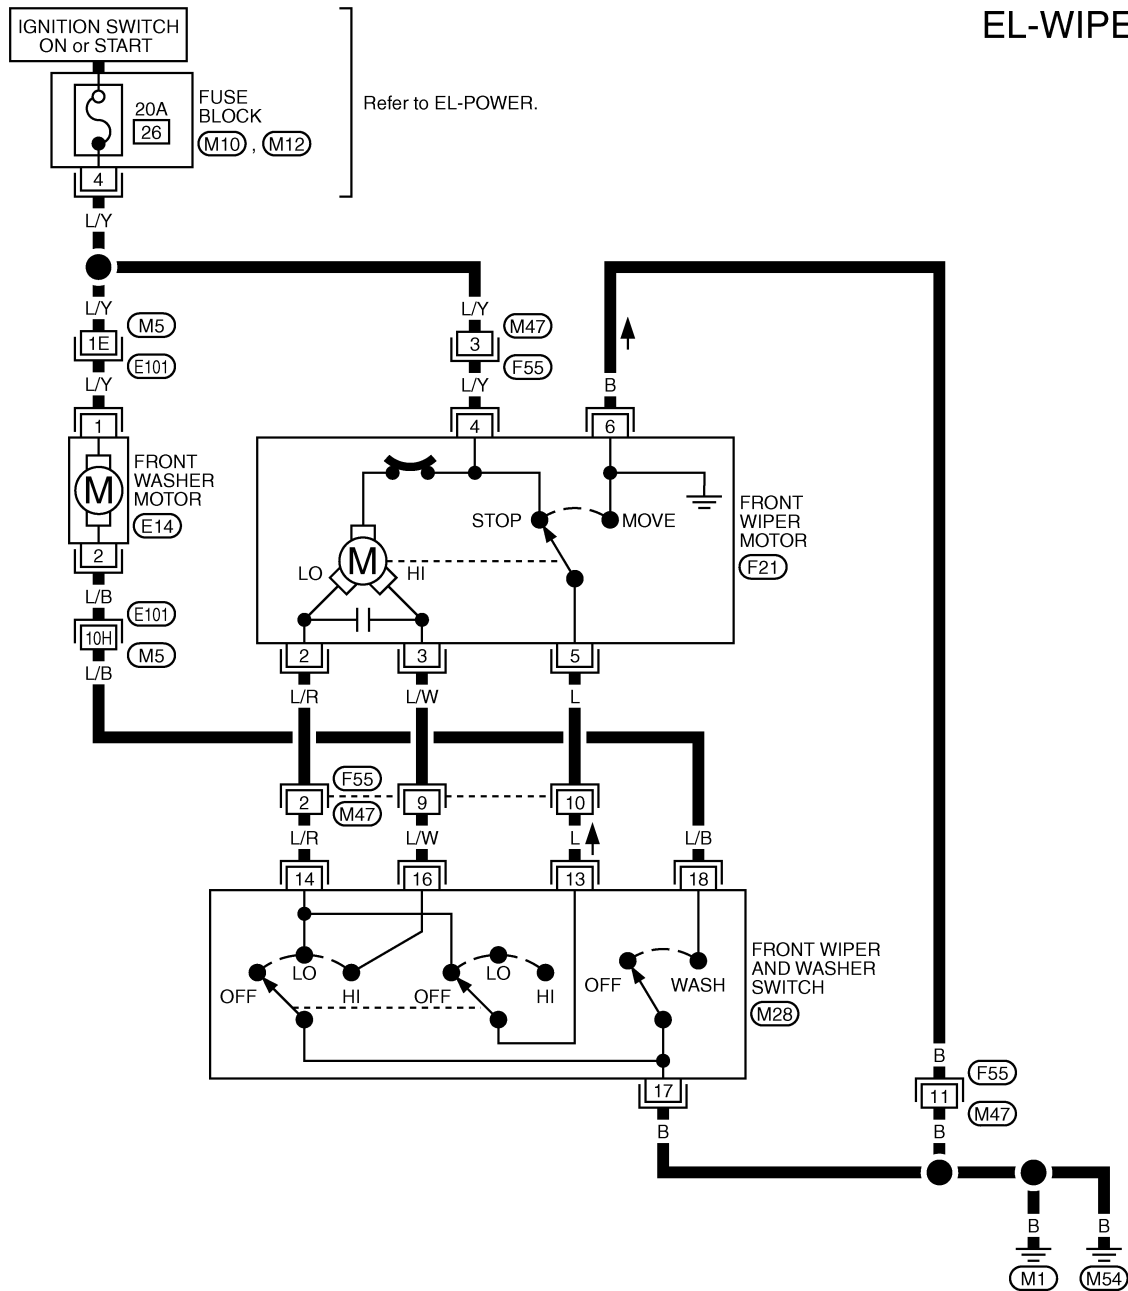 IGNITION SWITCH
ON or START
EL-WIPE
20A
26
FUSE
BLOCK
M10 , M12
Refer to EL-POWER.
4
L/Y
L/Y
M5
1E
E101
L/Y
1
FRONT
WASHER
MOTOR
M
E14
2
L/B
E101
10H
M5
L/B
L/Y
M47
3
F55
L/Y
4
B
6
STOP
MOVE
M
LO
HI
FRONT
WIPER
MOTOR
F21
2
3
5
L/R
L/W
L
F55
2
9
10
M47
L/R
L/W
L
L/B
14
16
13
18
LO
OFF
HI
LO
OFF
HI
OFF
WASH
FRONT WIPER
AND WASHER
SWITCH
M28
17
B
B
F55
11
M47
B
B
B
M1
M54